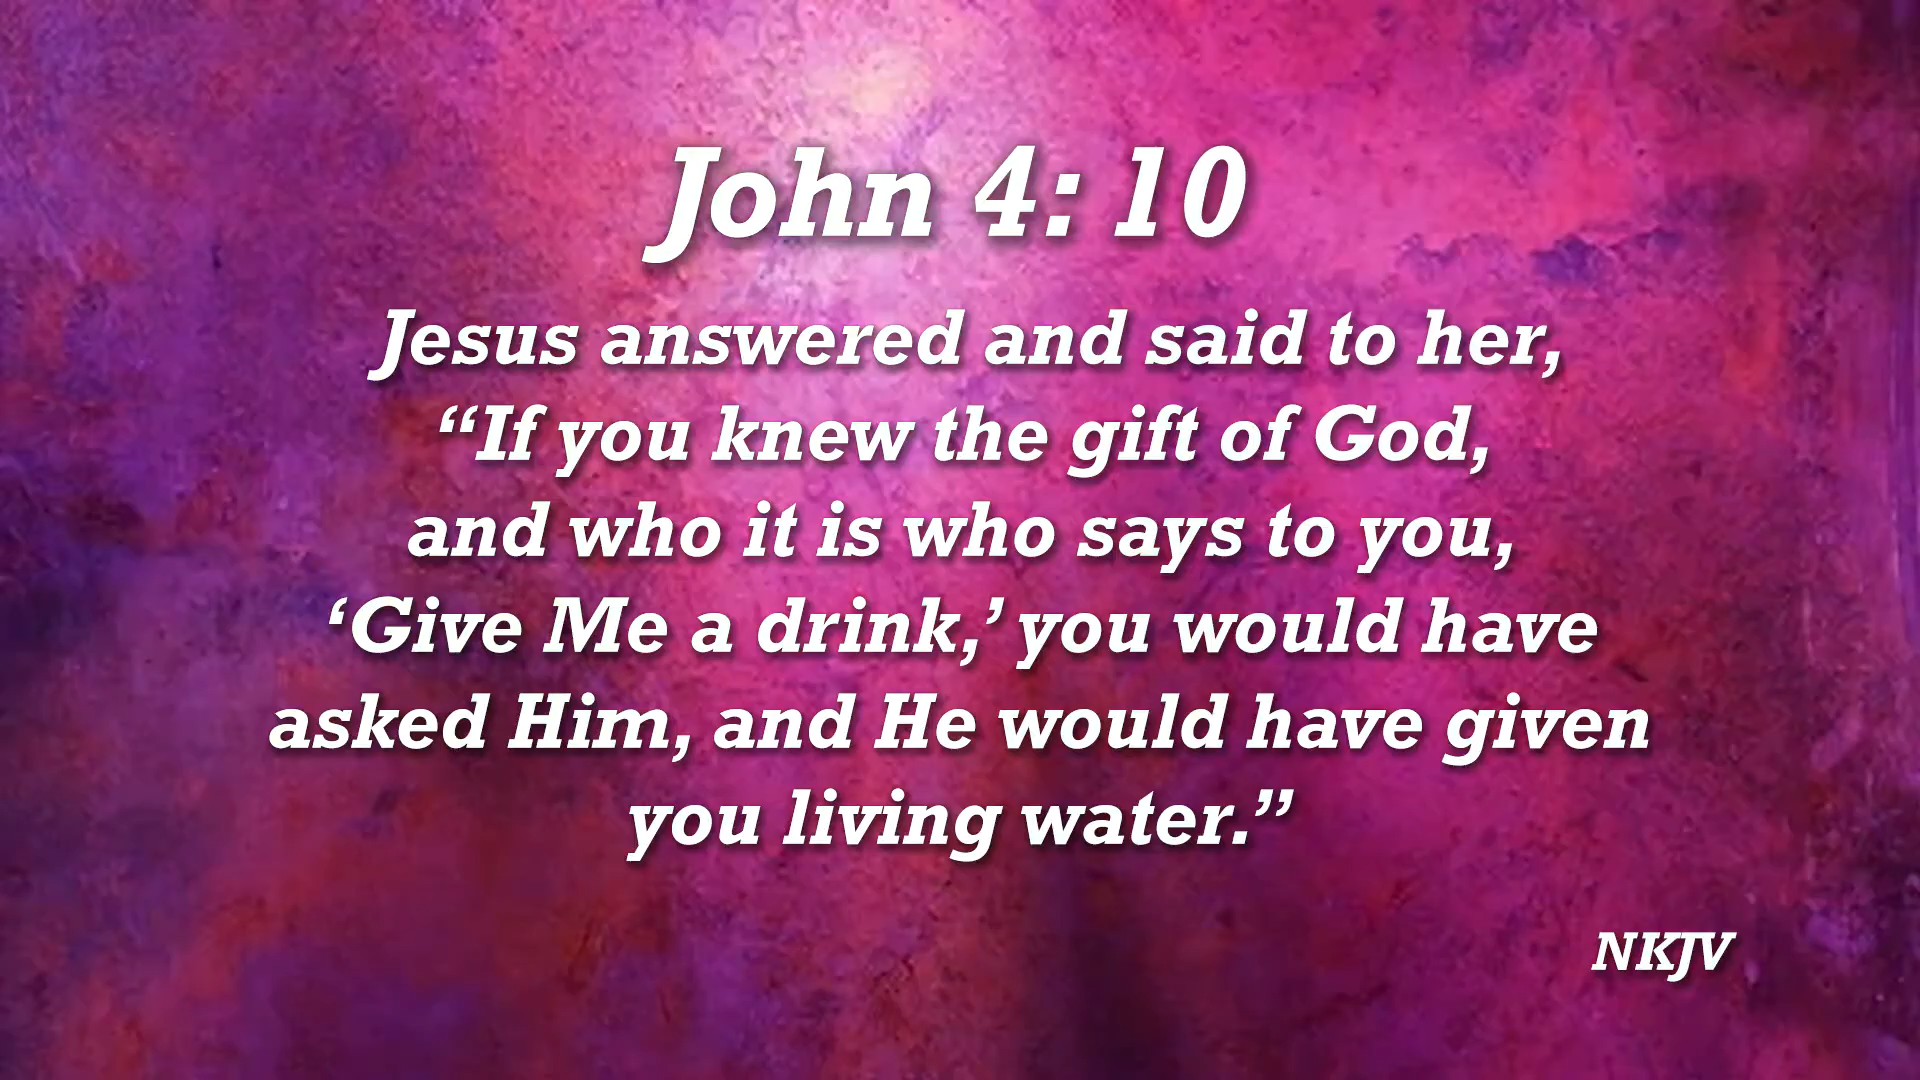 John 4: 10
Jesus answered and said to her,
“If you knew the gift of God,
and who it is who says to you,
‘Give Me a drink,’ you would have
asked Him, and He would have given
you living water.”
NKJV